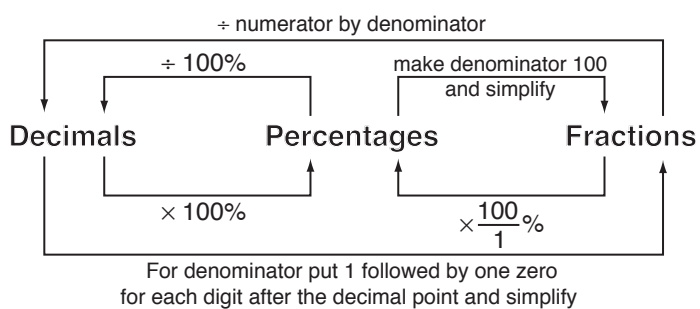 ÷ numerator by denominator
÷ 100%
make denominator 100
and simplify
Decimals Percentages Fractions
× 100%
× 100/1 %
For denominator put 1 followed by one zero
for each digit after the decimal point and simplify